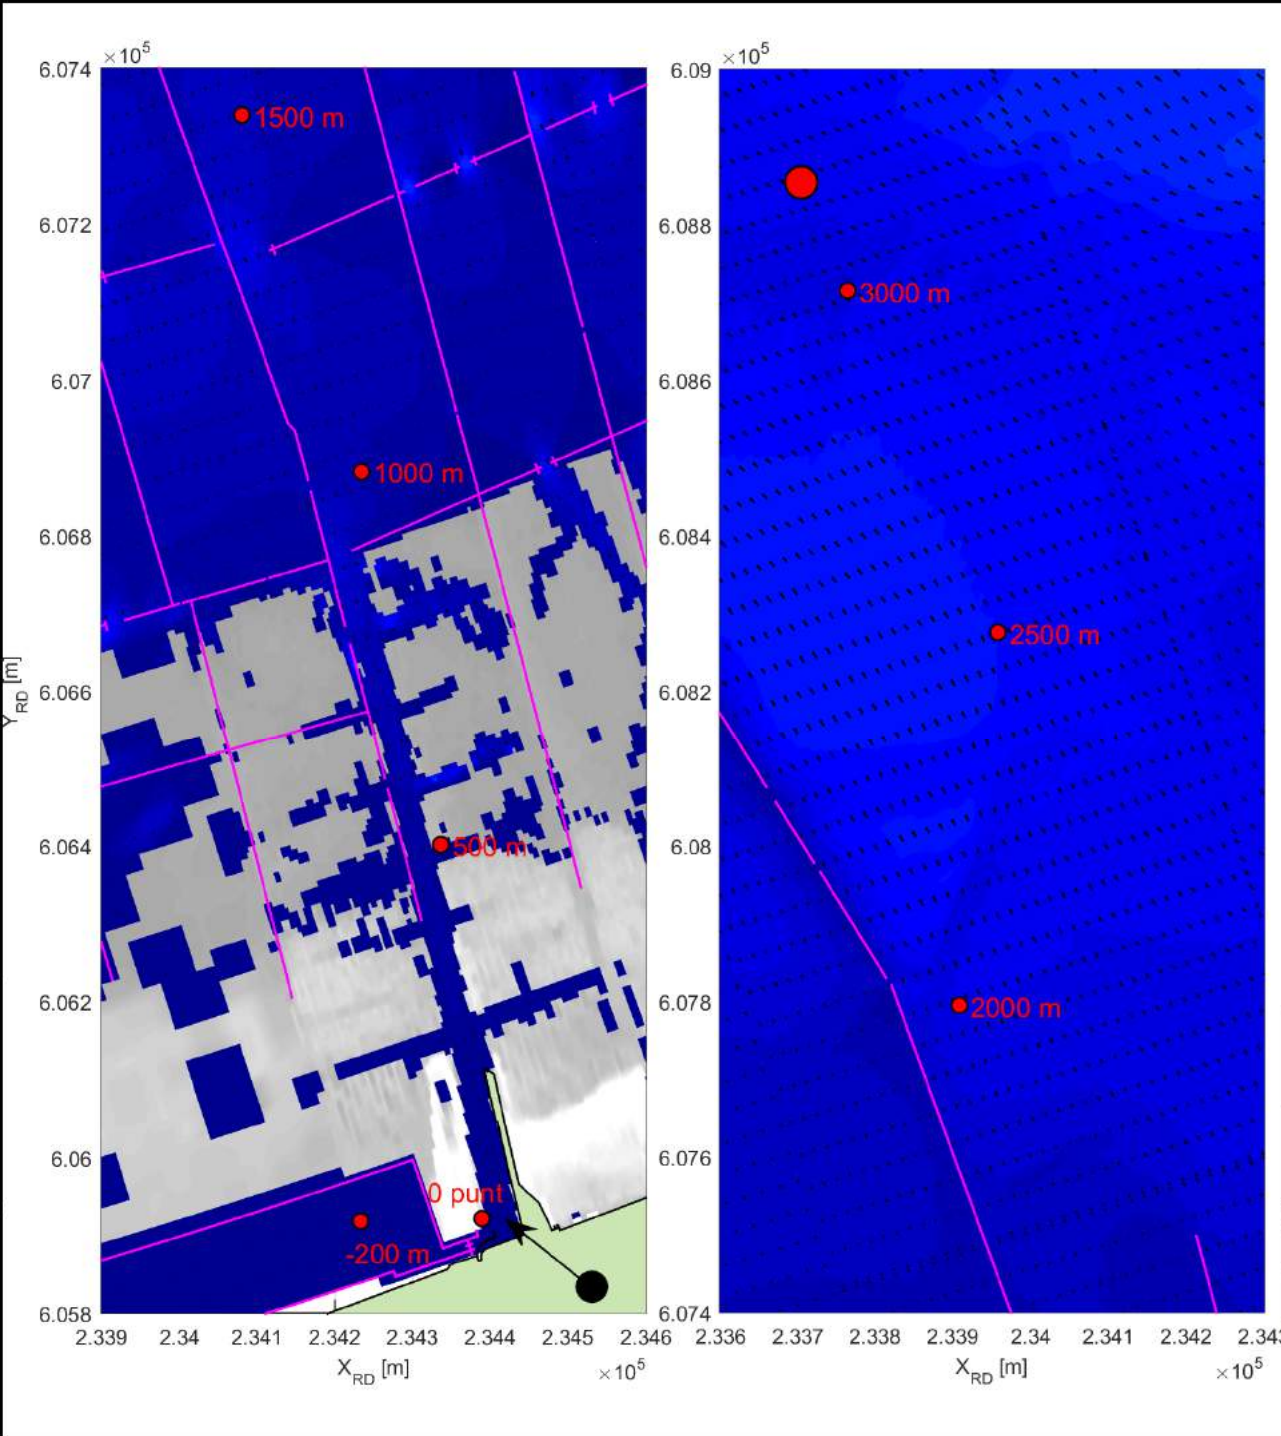 ×10⁵
6.074
6.072
6.07
6.068
6.066
6.064
6.062
6.06
6.058
Y_RD [m]
1500 m
1000 m
500 m
0 punt
-200 m
2.339 2.34 2.341 2.342 2.343 2.344 2.345 2.346
X_RD [m]
×10⁵
×10⁵
6.09
6.088
6.086
6.084
6.082
6.08
6.078
6.076
6.074
3000 m
2500 m
2000 m
2.336 2.337 2.338 2.339 2.34 2.341 2.342 2.343
X_RD [m]
×10⁵